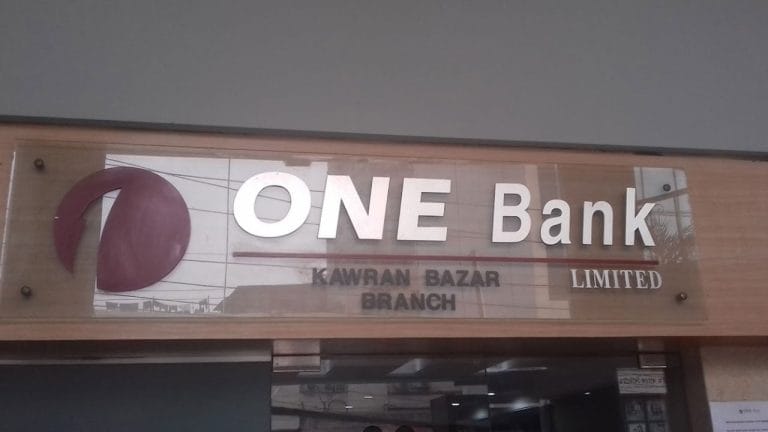 ONE Bank
LIMITED
KAWRAN BAZAR
BRANCH